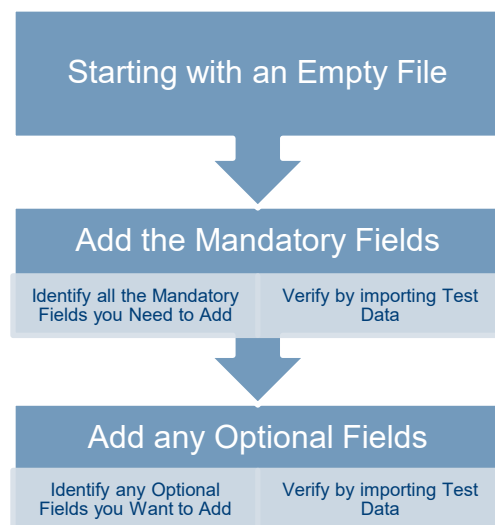 Starting with an Empty File
Add the Mandatory Fields
Identify all the Mandatory
Fields you Need to Add
Verify by importing Test
Data
Add any Optional Fields
Identify any Optional
Fields you Want to Add
Verify by importing Test
Data